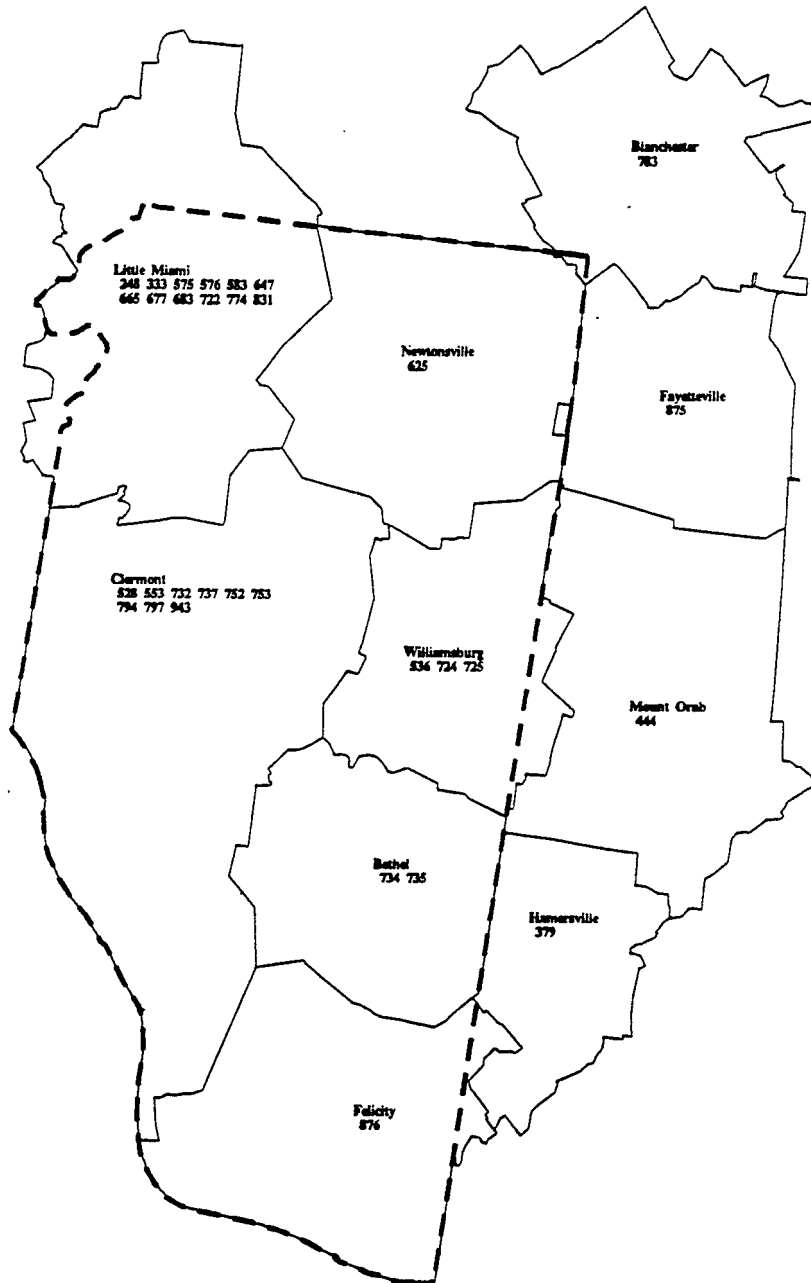 Blanchester
783
Little Miami
248 333 575 576 583 647
665 677 683 722 774 831
Newtonsville
625
Fayetteville
875
Clermont
528 553 732 737 752 753
794 797 943
Williamsburg
536 724 725
Mount Orab
444
Bethel
734 735
Hamersville
379
Felicity
876